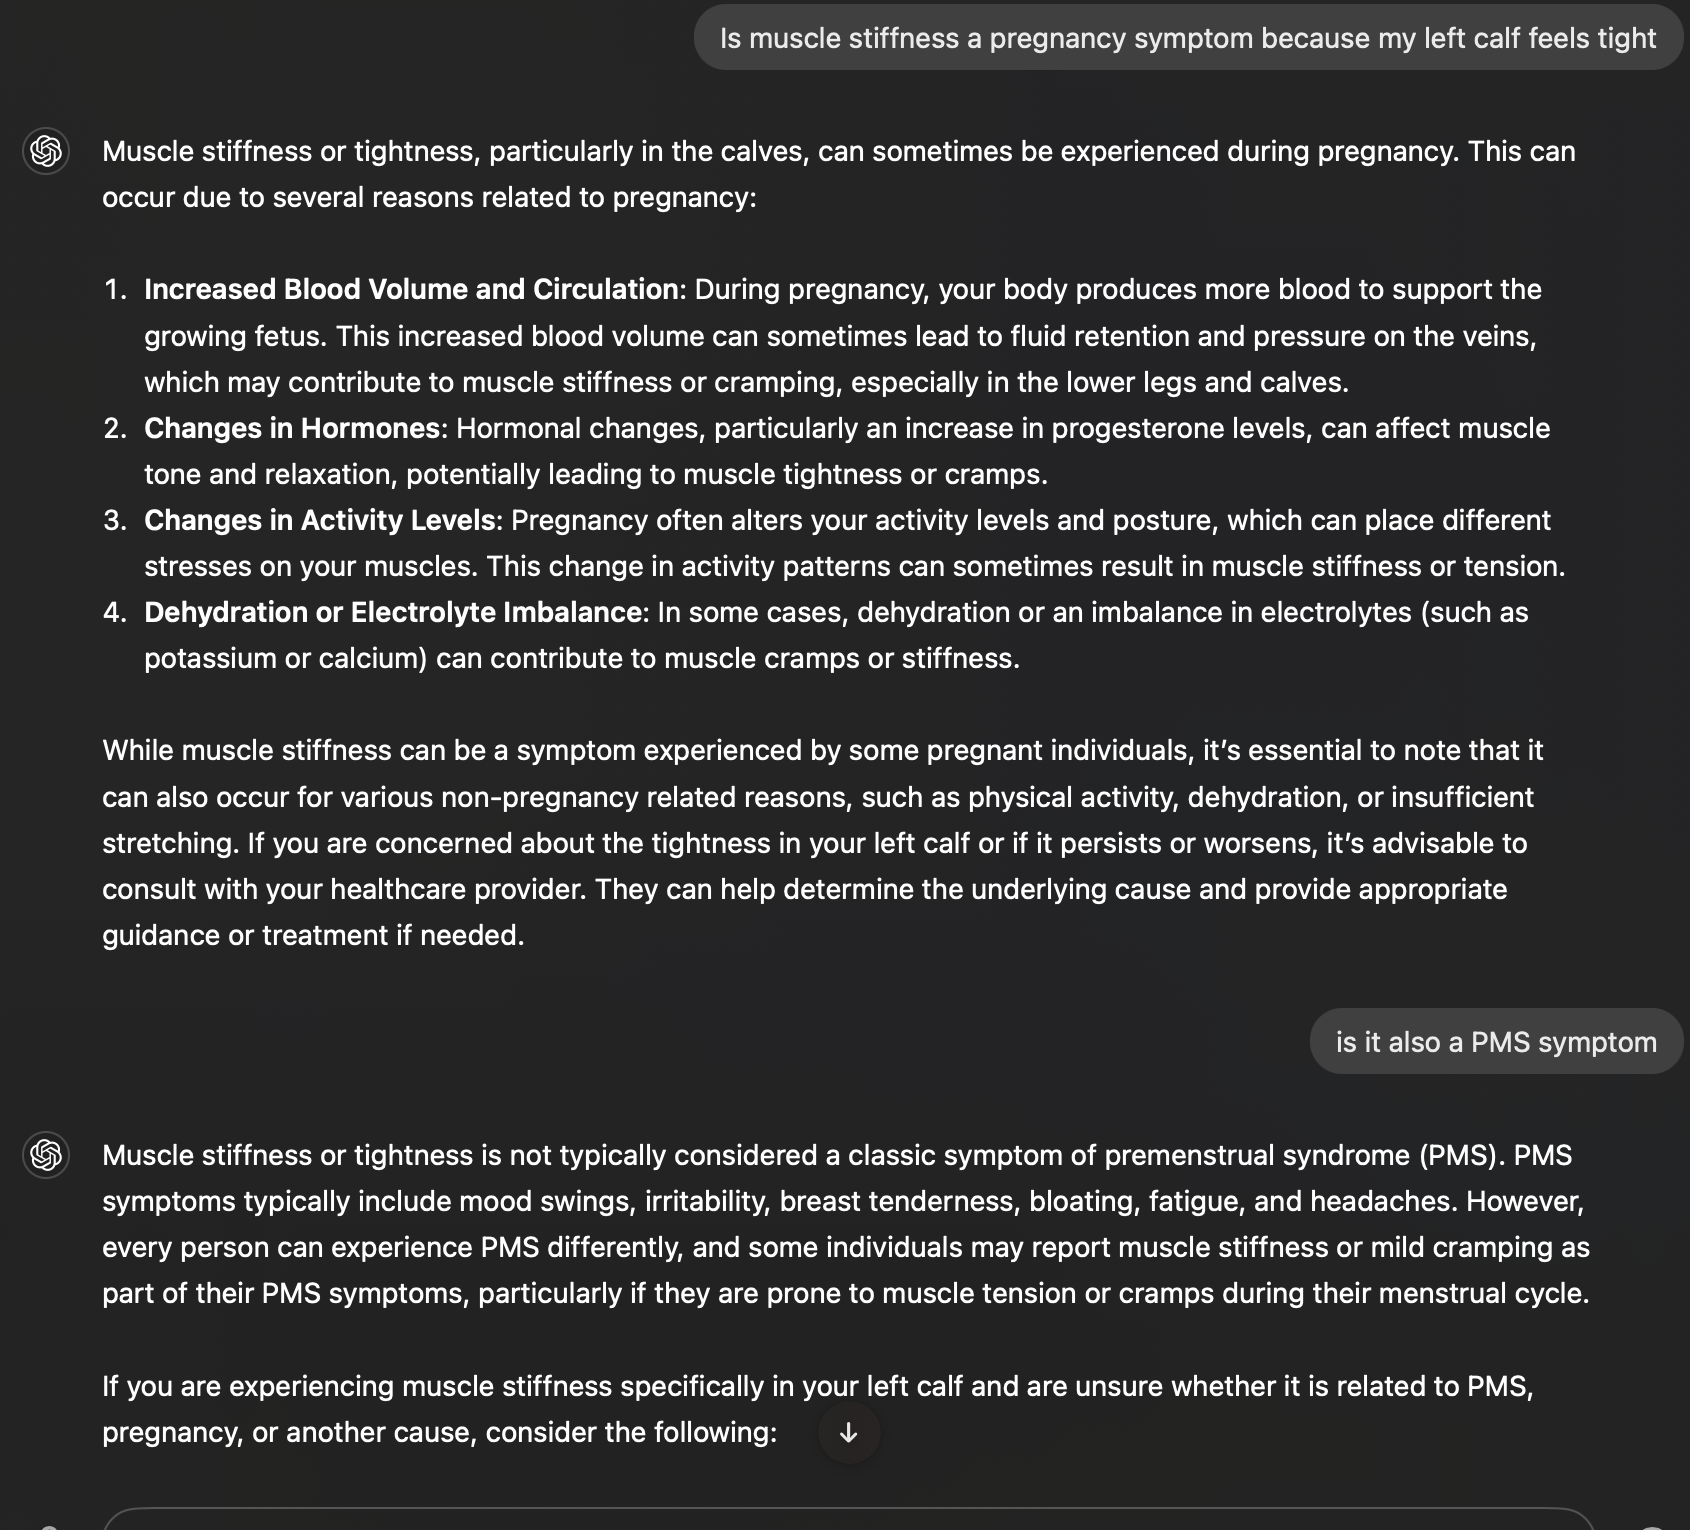 Is muscle stiffness a pregnancy symptom because my left calf feels tight
Muscle stiffness or tightness, particularly in the calves, can sometimes be experienced during pregnancy. This can
occur due to several reasons related to pregnancy:
1. Increased Blood Volume and Circulation: During pregnancy, your body produces more blood to support the
growing fetus. This increased blood volume can sometimes lead to fluid retention and pressure on the veins,
which may contribute to muscle stiffness or cramping, especially in the lower legs and calves.
2. Changes in Hormones: Hormonal changes, particularly an increase in progesterone levels, can affect muscle
tone and relaxation, potentially leading to muscle tightness or cramps.
3. Changes in Activity Levels: Pregnancy often alters your activity levels and posture, which can place different
stresses on your muscles. This change in activity patterns can sometimes result in muscle stiffness or tension.
4. Dehydration or Electrolyte Imbalance: In some cases, dehydration or an imbalance in electrolytes (such as
potassium or calcium) can contribute to muscle cramps or stiffness.
While muscle stiffness can be a symptom experienced by some pregnant individuals, it’s essential to note that it
can also occur for various non-pregnancy related reasons, such as physical activity, dehydration, or insufficient
stretching. If you are concerned about the tightness in your left calf or if it persists or worsens, it’s advisable to
consult with your healthcare provider. They can help determine the underlying cause and provide appropriate
guidance or treatment if needed.
is it also a PMS symptom
Muscle stiffness or tightness is not typically considered a classic symptom of premenstrual syndrome (PMS). PMS
symptoms typically include mood swings, irritability, breast tenderness, bloating, fatigue, and headaches. However,
every person can experience PMS differently, and some individuals may report muscle stiffness or mild cramping as
part of their PMS symptoms, particularly if they are prone to muscle tension or cramps during their menstrual cycle.
If you are experiencing muscle stiffness specifically in your left calf and are unsure whether it is related to PMS,
pregnancy, or another cause, consider the following: